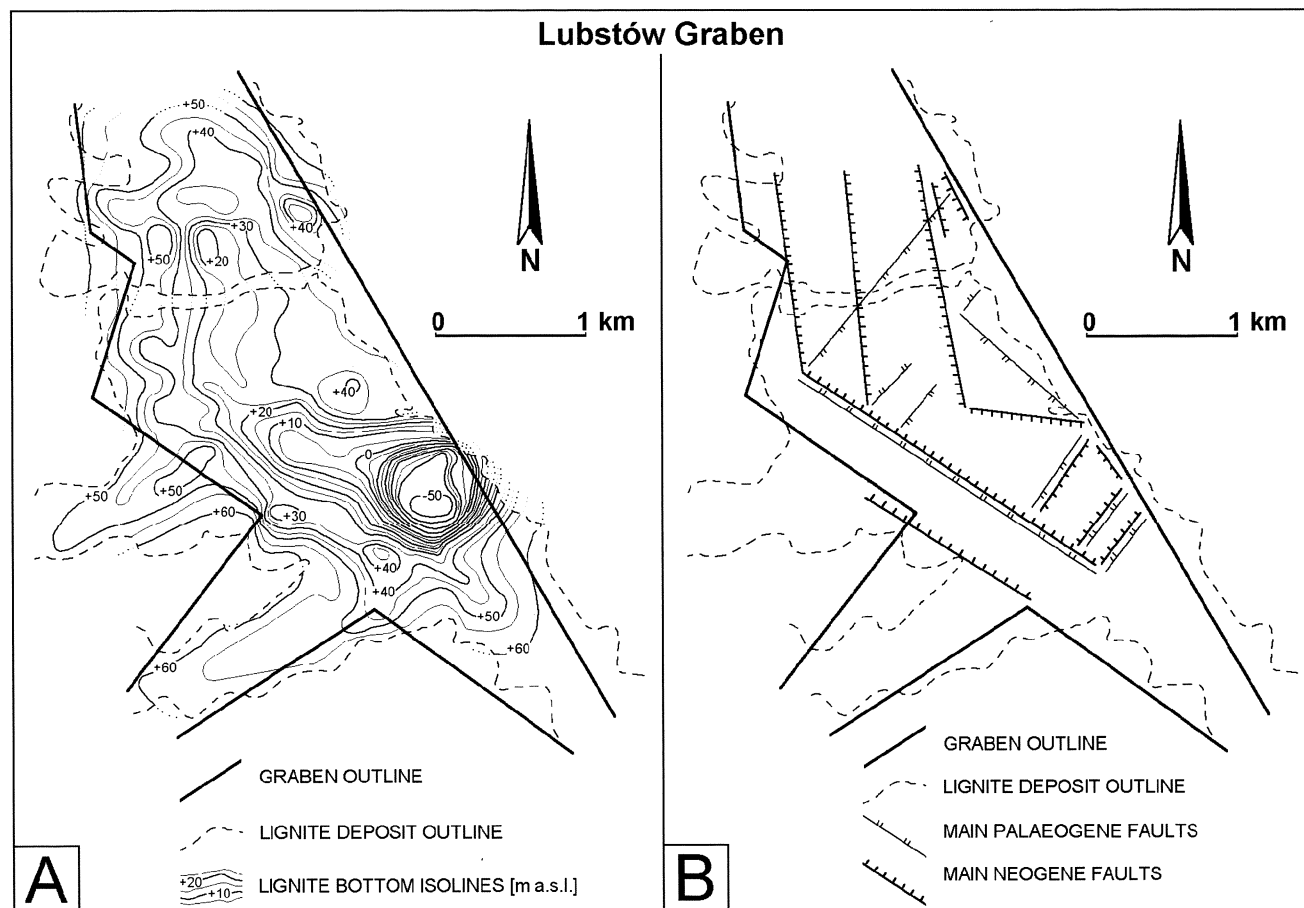 Lubstów Graben
+50
+40
+40
+30
+50
+20
+40
+20
+10
0
-50
+50
+50
+60
+30
+40
+40
+50
+60
+60
N
0 1 km
GRABEN OUTLINE
LIGNITE DEPOSIT OUTLINE
+20
+10
LIGNITE BOTTOM ISOLINES [m a.s.l.]
A
N
0 1 km
GRABEN OUTLINE
LIGNITE DEPOSIT OUTLINE
MAIN PALAEOGENE FAULTS
MAIN NEOGENE FAULTS
B